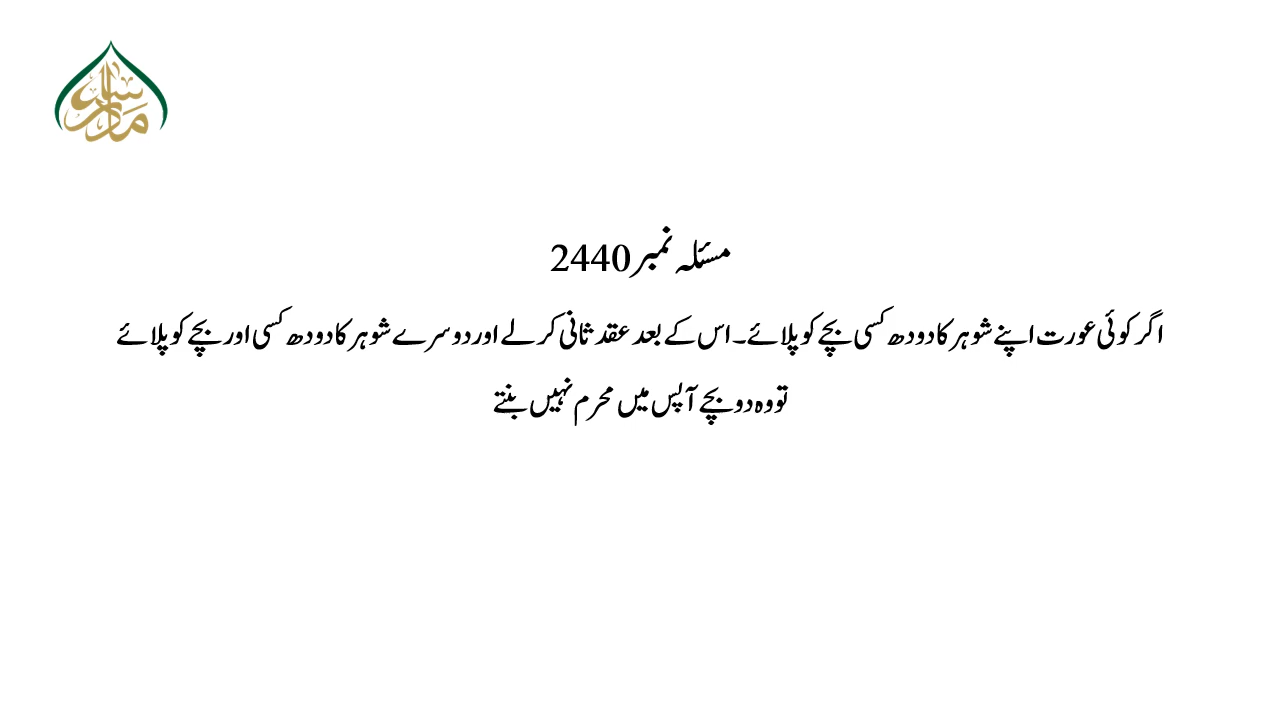 مسئلہ نمبر 2440
اگر کوئی عورت اپنے شوہر کا دودھ کسی بچے کو پلائے۔ اس کے بعد عقد ثانی کر لے اور دوسرے شوہر کا دودھ کسی اور بچے کو پلائے
تو وہ دو بچے آپس میں محرم نہیں بنتے